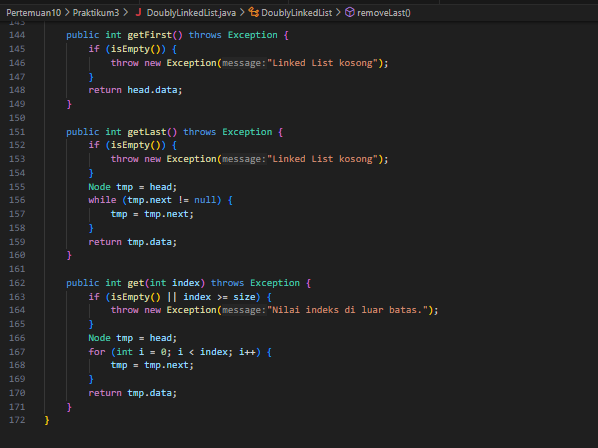 Pertemuan10 > Praktikum3 > J DoublyLinkedList.java > DoublyLinkedList > removeLast()
143
144 public int getFirst() throws Exception {
145 if (isEmpty()) {
146 throw new Exception(message:"Linked List kosong");
147 }
148 return head.data;
149 }
150
151 public int getLast() throws Exception {
152 if (isEmpty()) {
153 throw new Exception(message:"Linked List kosong");
154 }
155 Node tmp = head;
156 while (tmp.next != null) {
157 tmp = tmp.next;
158 }
159 return tmp.data;
160 }
161
162 public int get(int index) throws Exception {
163 if (isEmpty() || index >= size) {
164 throw new Exception(message:"Nilai indeks di luar batas.");
165 }
166 Node tmp = head;
167 for (int i = 0; i < index; i++) {
168 tmp = tmp.next;
169 }
170 return tmp.data;
171 }
172 }